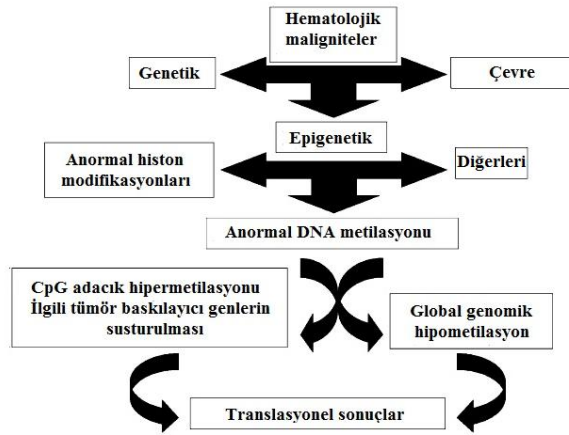 Hematolojik
maligniteler
Genetik
Çevre
Epigenetik
Anormal histon
modifikasyonları
Diğerleri
Anormal DNA metilasyonu
CpG adacık hipermetilasyonu
İlgili tümör baskılayıcı genlerin
susturulması
Global genomik
hipometilasyon
Translasyonel sonuçlar